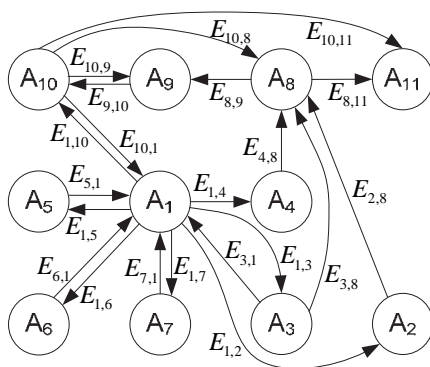 E10,11
E10,8
A10
E10,9
A9
A8
A11
E9,10
E8,9
E8,11
E1,10
E10,1
E4,8
E2,8
A5
E5,1
A1
E1,4
A4
E1,5
E3,1
E1,3
E6,1
E7,1
E1,7
E3,8
E1,6
A6
A7
E1,2
A3
A2